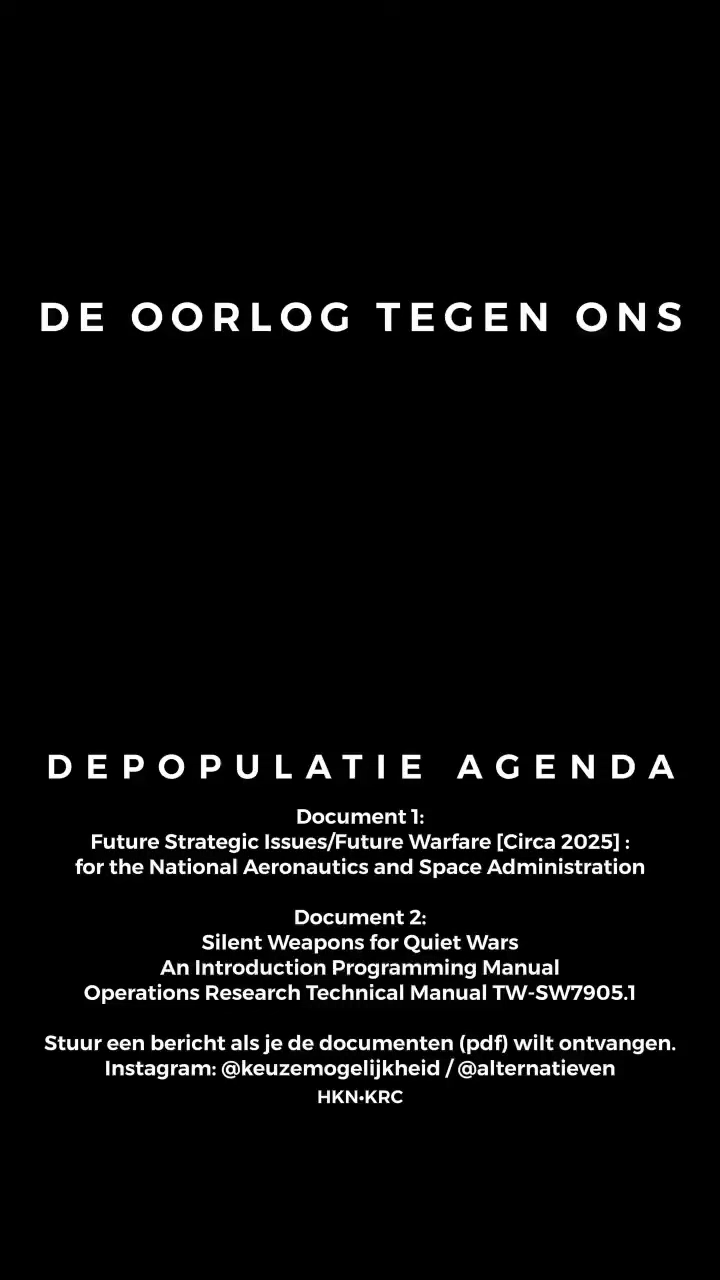 DE OORLOG TEGEN ONS
DEPOPULATIE AGENDA
Document 1:
Future Strategic Issues/Future Warfare [Circa 2025] :
for the National Aeronautics and Space Administration
Document 2:
Silent Weapons for Quiet Wars
An Introduction Programming Manual
Operations Research Technical Manual TW-SW7905.1
Stuur een bericht als je de documenten (pdf) wilt ontvangen.
Instagram: @keuzemogelijkheid / @alternatieven
HKN•KRC